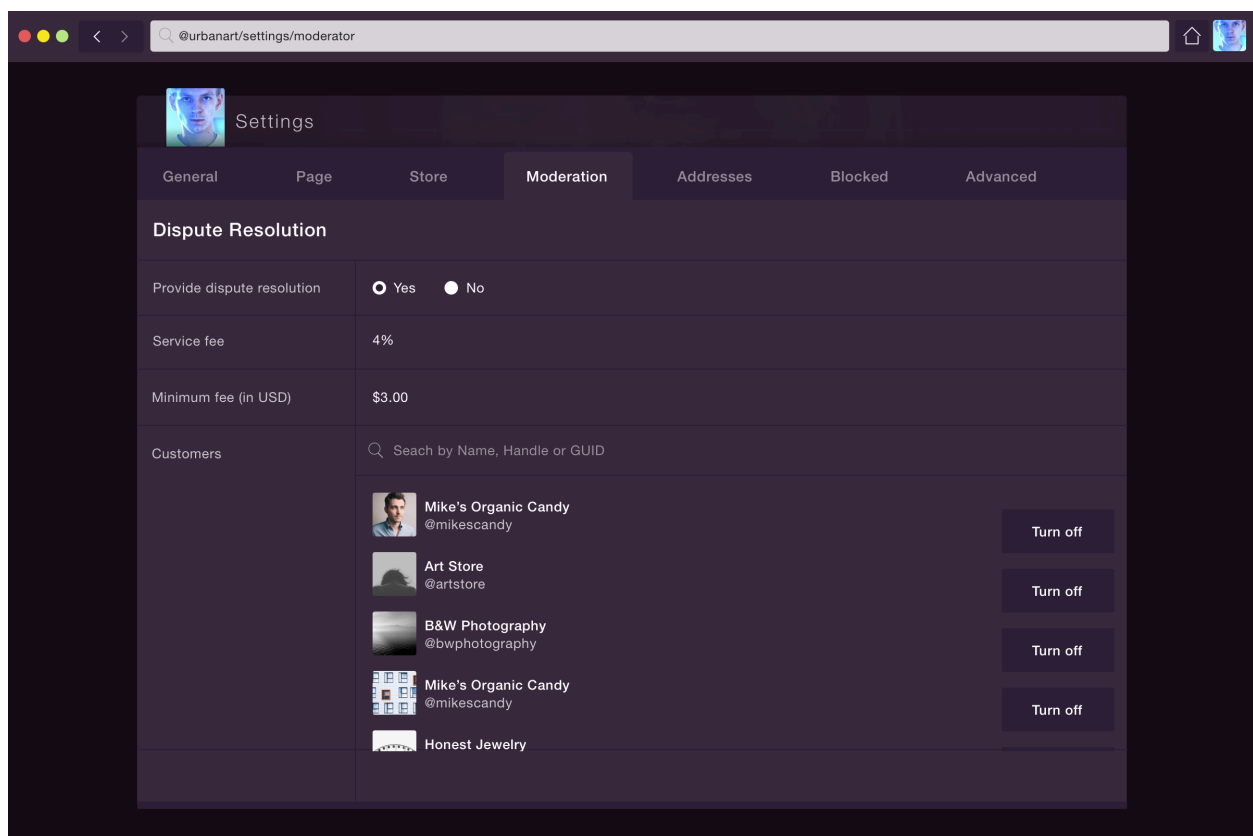 @urbanart/settings/moderator
Settings
General Page Store Moderation Addresses Blocked Advanced
Dispute Resolution
Provide dispute resolution Yes No
Service fee 4%
Minimum fee (in USD) $3.00
Customers Seach by Name, Handle or GUID
Mike’s Organic Candy
@mikescandy
Turn off
Art Store
@artstore
Turn off
B&W Photography
@bwphotography
Turn off
Mike’s Organic Candy
@mikescandy
Turn off
Honest Jewelry